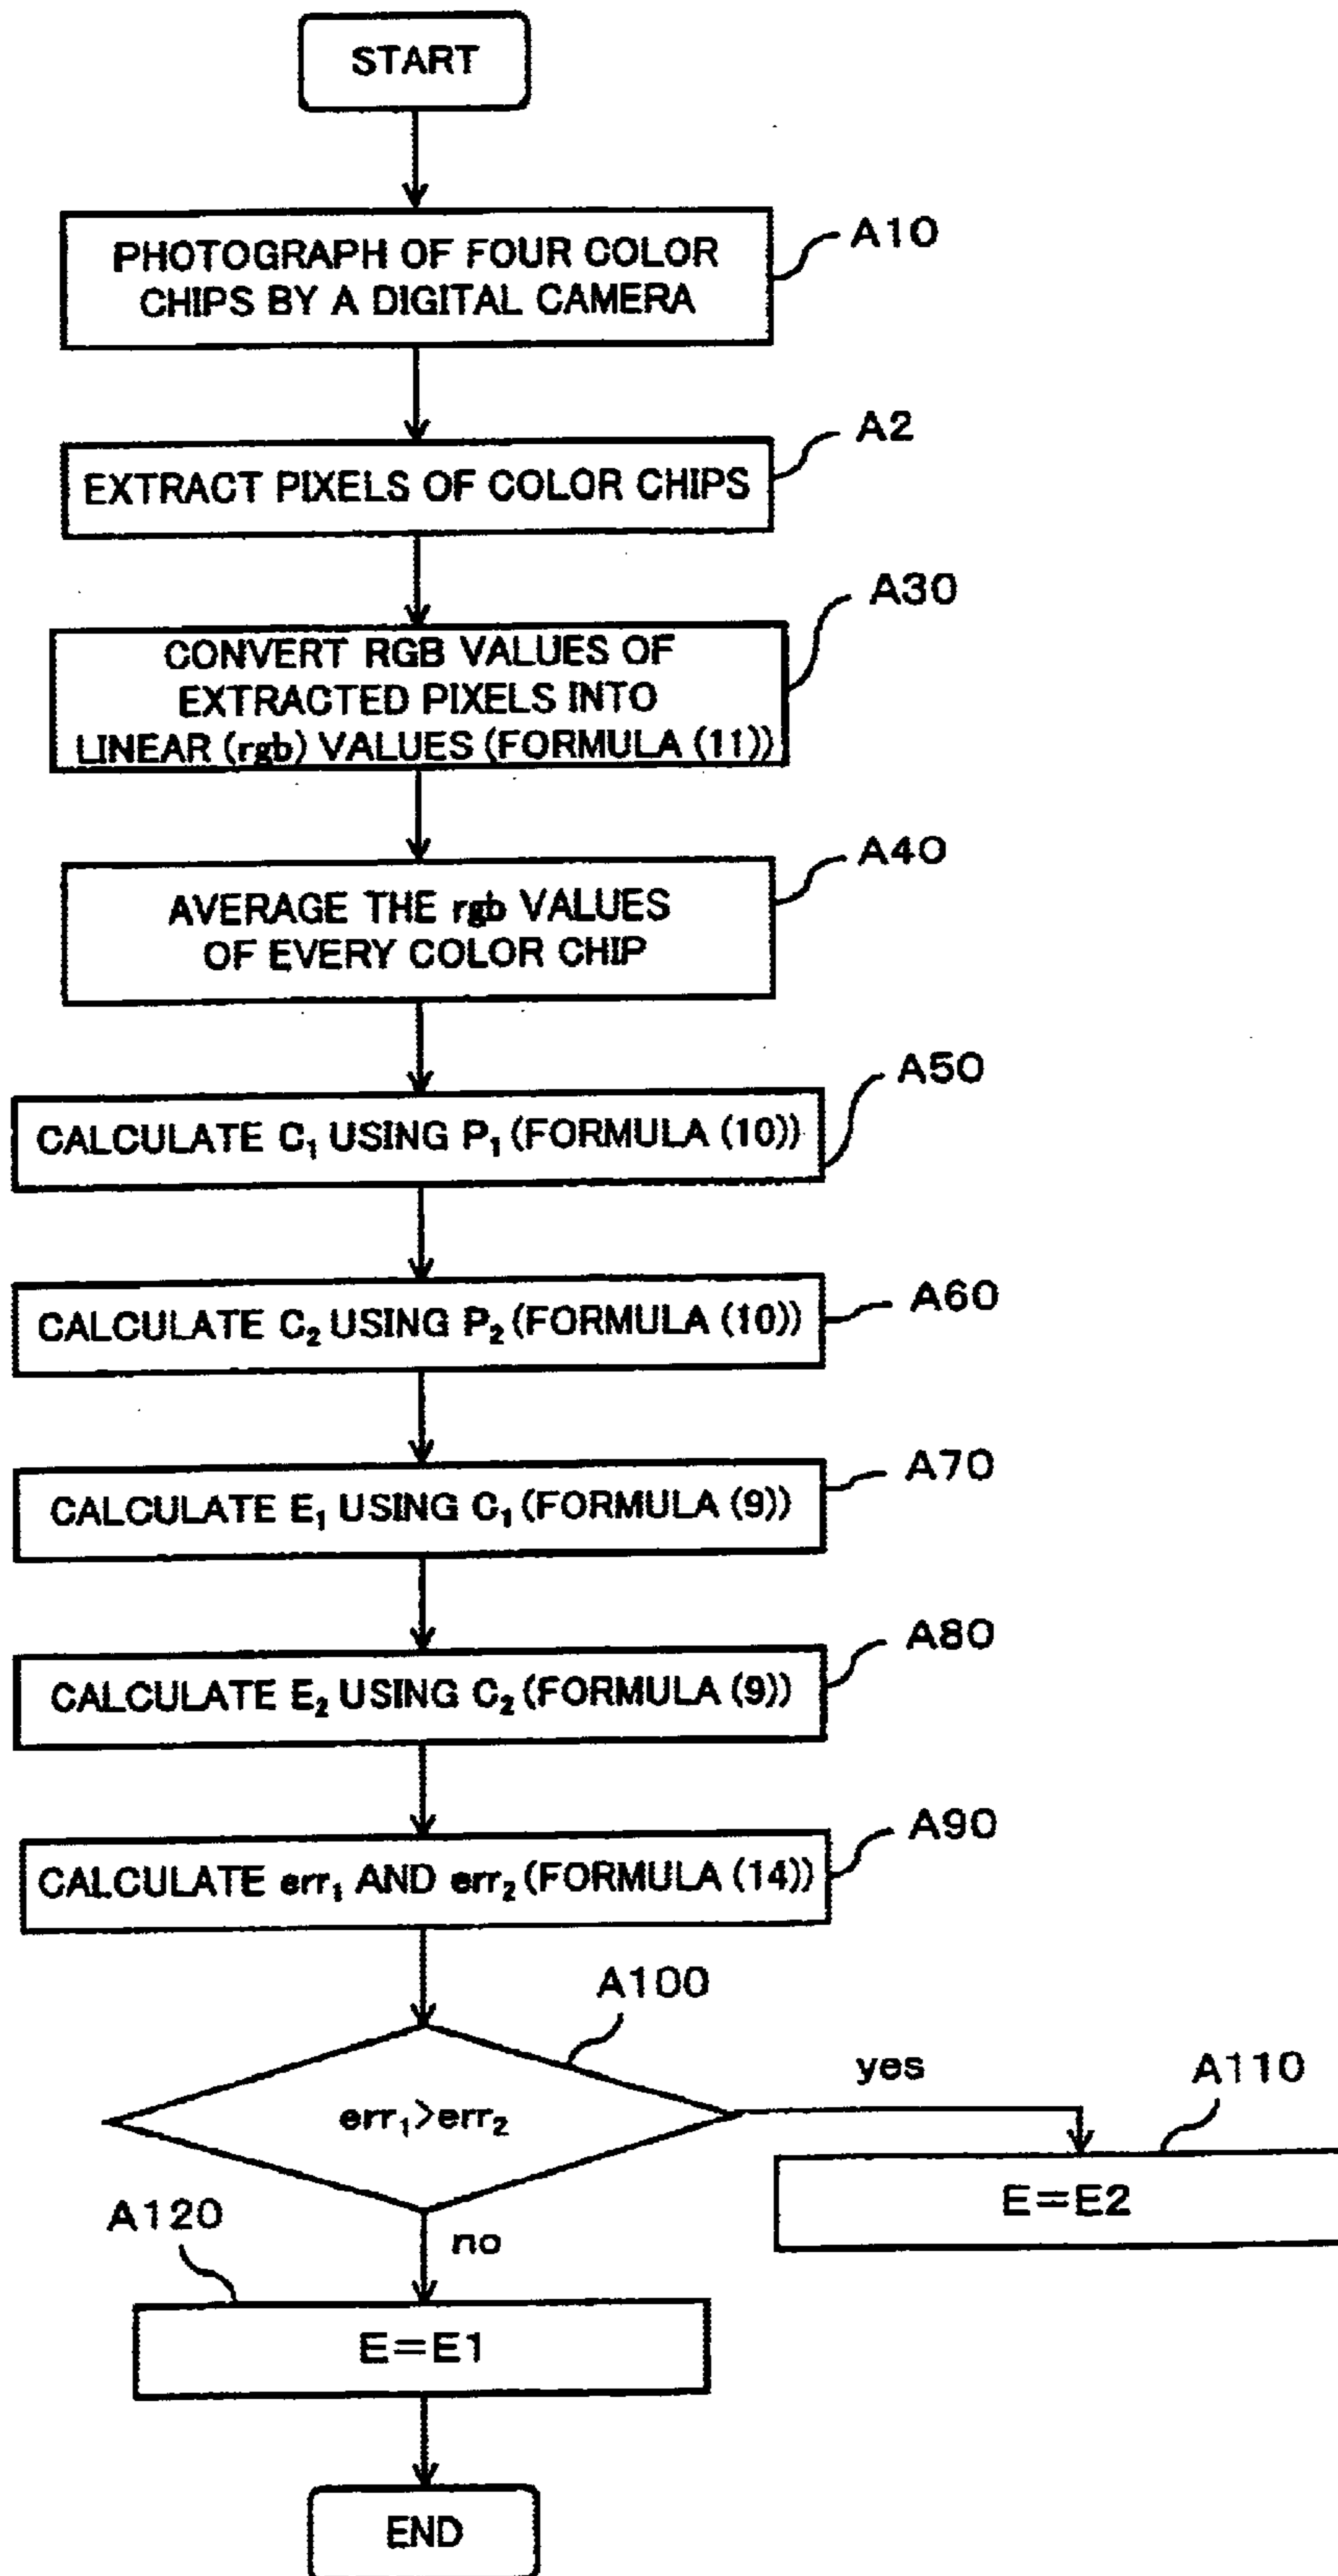 START
PHOTOGRAPH OF FOUR COLOR
CHIPS BY A DIGITAL CAMERA
A10
EXTRACT PIXELS OF COLOR CHIPS
A2
CONVERT RGB VALUES OF
EXTRACTED PIXELS INTO
LINEAR (rgb) VALUES (FORMULA (11))
A30
AVERAGE THE rgb VALUES
OF EVERY COLOR CHIP
A40
CALCULATE C₁ USING P₁ (FORMULA (10))
A50
CALCULATE C₂ USING P₂ (FORMULA (10))
A60
CALCULATE E₁ USING C₁ (FORMULA (9))
A70
CALCULATE E₂ USING C₂ (FORMULA (9))
A80
CALCULATE err₁ AND err₂ (FORMULA (14))
A90
A100
err₁>err₂
yes
A110
E=E2
no
A120
E=E1
END